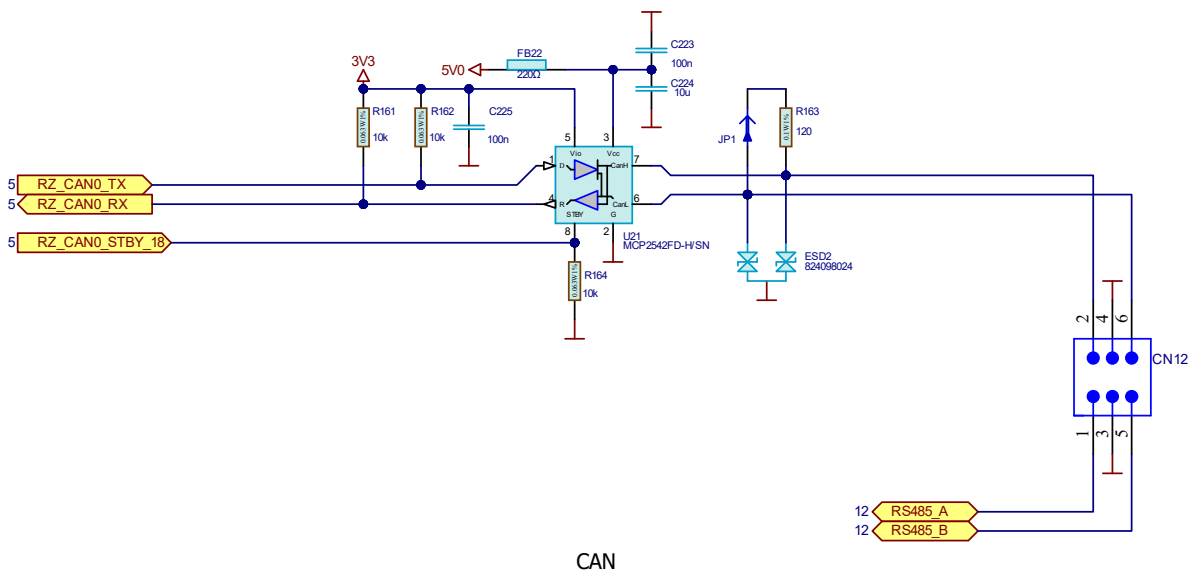 C223
100n
FB22
3V3
5V0
220Ω
C224
10u
R161
R162
C225
R163
0.063W1%
10k
0.063W1%
10k
100n
JP1
0.1W1%
120
5
3
Vio
Vcc
1
D
CanH
7
5
RZ_CAN0_TX
5
RZ_CAN0_RX
4
R
CanL
6
STBY
G
8
2
5
RZ_CAN0_STBY_18
U21
MCP2542FD-H/SN
ESD2
824098024
0.063W1%
R164
10k
2
4
6
CN12
1
3
5
12
RS485_A
12
RS485_B
CAN